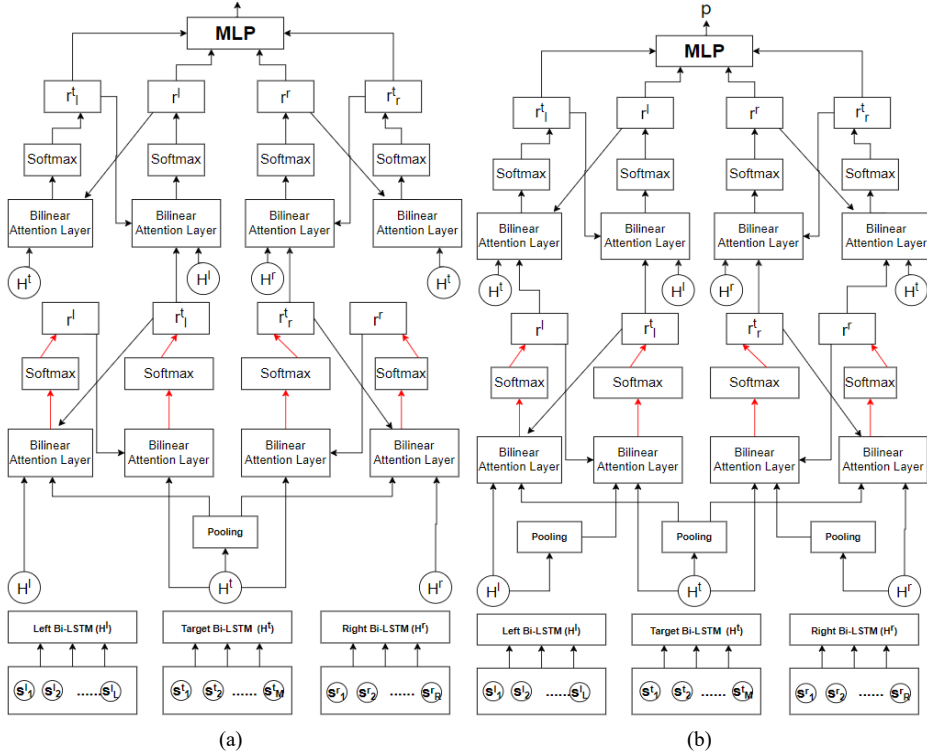 MLP
r^t_l r^l r^r r^t_r
Softmax Softmax Softmax Softmax
Bilinear Bilinear Bilinear Bilinear
Attention Layer Attention Layer Attention Layer Attention Layer
H^t H^l H^r H^t
r^l r^t_l r^t_r r^r
Softmax Softmax Softmax Softmax
Bilinear Bilinear Bilinear Bilinear
Attention Layer Attention Layer Attention Layer Attention Layer
Pooling
H^l H^t H^r
Left Bi-LSTM (H^l) Target Bi-LSTM (H^t) Right Bi-LSTM (H^r)
s^l_1 s^l_2 ...... s^l_L s^t_1 s^t_2 ...... s^t_M s^r_1 s^r_2 ...... s^r_R
(a)
p
MLP
r^t_l r^l r^r r^t_r
Softmax Softmax Softmax Softmax
Bilinear Bilinear Bilinear Bilinear
Attention Layer Attention Layer Attention Layer Attention Layer
H^t H^l H^r H^t
r^l r^t_l r^t_r r^r
Softmax Softmax Softmax Softmax
Bilinear Bilinear Bilinear Bilinear
Attention Layer Attention Layer Attention Layer Attention Layer
Pooling Pooling Pooling
H^l H^t H^r
Left Bi-LSTM (H^l) Target Bi-LSTM (H^t) Right Bi-LSTM (H^r)
s^l_1 s^l_2 ...... s^l_L s^t_1 s^t_2 ...... s^t_M s^r_1 s^r_2 ...... s^r_R
(b)